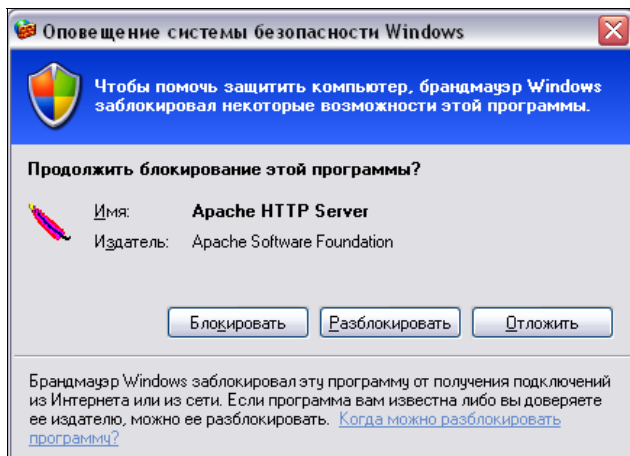 Оповещение системы безопасности Windows
Чтобы помочь защитить компьютер, брандмауэр Windows
заблокировал некоторые возможности этой программы.
Продолжить блокирование этой программы?
Имя: Apache HTTP Server
Издатель: Apache Software Foundation
Блокировать Разблокировать Отложить
Брандмауэр Windows заблокировал эту программу от получения подключений
из Интернета или из сети. Если программа вам известна либо вы доверяете
ее издателю, можно ее разблокировать. Когда можно разблокировать
программу?